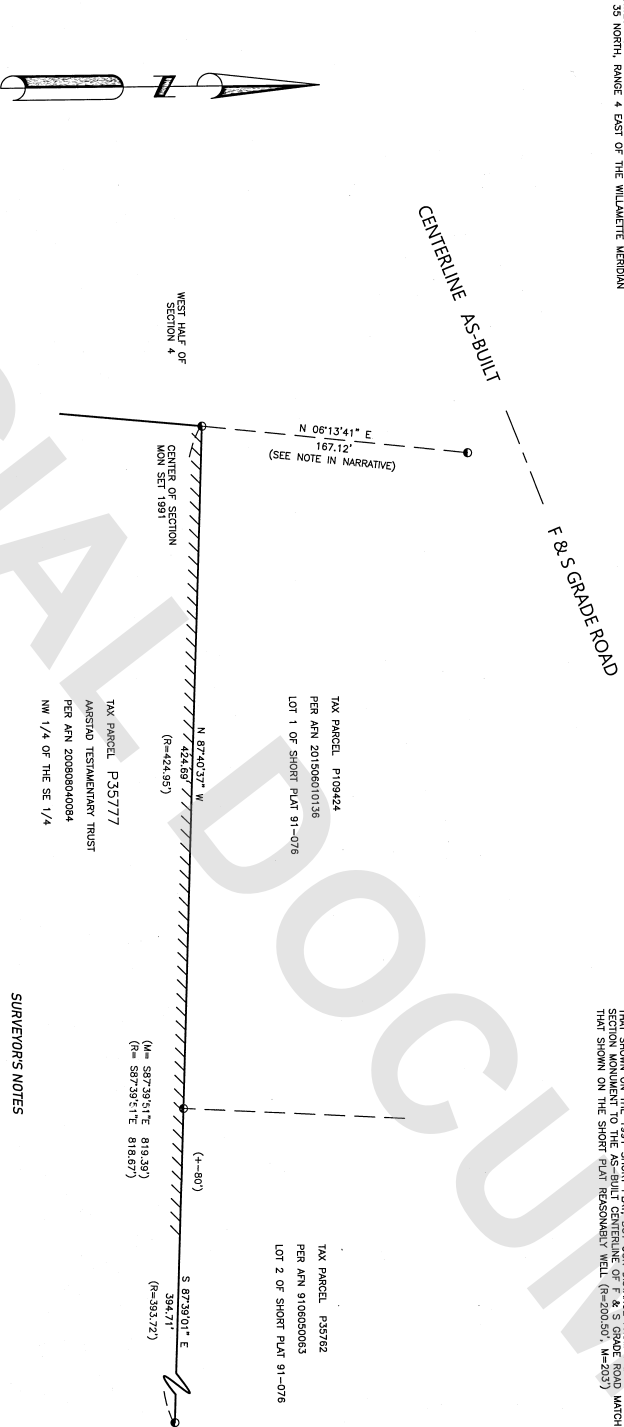 35 NORTH, RANGE 4 EAST OF THE WILLAMETTE MERIDIAN
SECTION MONUMENT TO THE AS-BUILT CENTERLINE OF F & S GRADE ROAD MATCH
THAT SHOWN ON THE SHORT PLAT REASONABLY WELL (R=200.50', M=203')
CENTERLINE AS-BUILT
F & S GRADE ROAD
N
WEST HALF OF
SECTION 4
N 06°13'41" E
167.12'
(SEE NOTE IN NARRATIVE)
CENTER OF SECTION
MON SET 1991
TAX PARCEL P109424
PER AFN 201506010136
LOT 1 OF SHORT PLAT 91-076
N 87°40'37" W
424.69'
(R=424.95')
TAX PARCEL P35777
AARSTAD TESTAMENTARY TRUST
PER AFN 200808040084
NW 1/4 OF THE SE 1/4
(M= S87°39'51"E 819.39')
(R= S87°39'51"E 818.67')
(+-80')
TAX PARCEL P35762
PER AFN 9106050063
LOT 2 OF SHORT PLAT 91-076
S 87°39'01" E
394.71'
(R=393.72')
SURVEYOR'S NOTES
IAL DOCUM